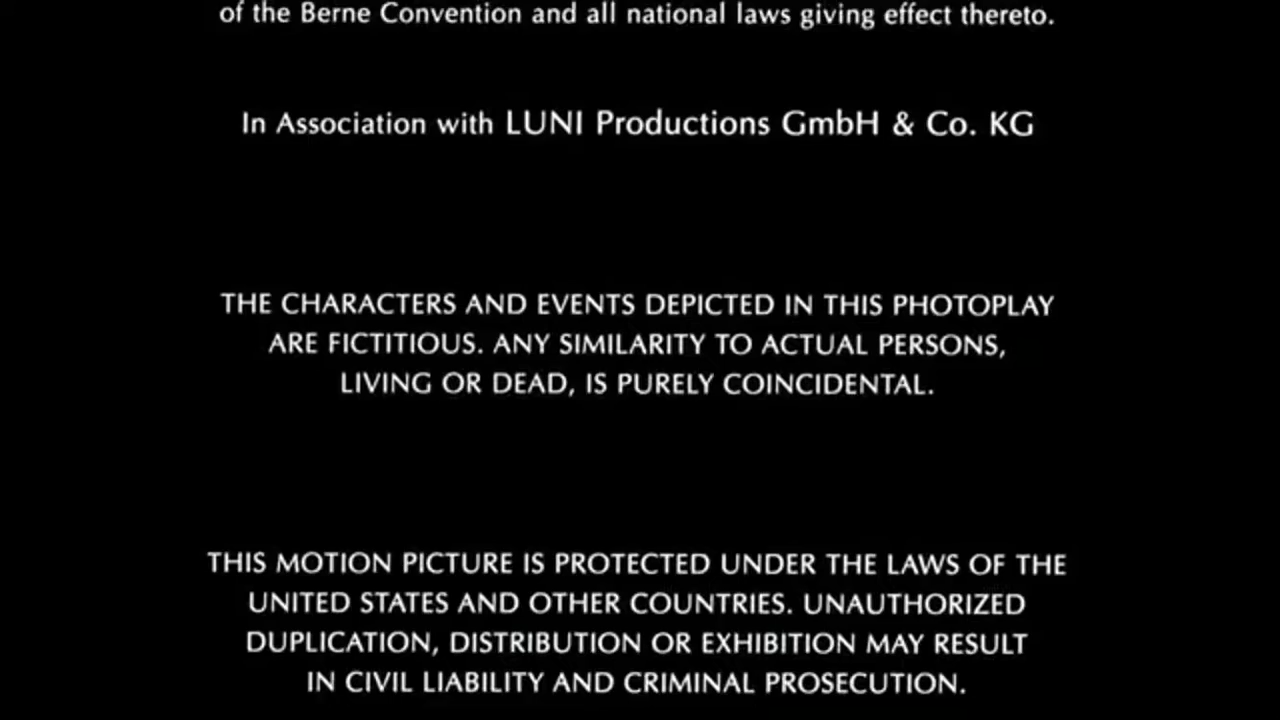 of the Berne Convention and all national laws giving effect thereto.
In Association with LUNI Productions GmbH & Co. KG
THE CHARACTERS AND EVENTS DEPICTED IN THIS PHOTOPLAY
ARE FICTITIOUS. ANY SIMILARITY TO ACTUAL PERSONS,
LIVING OR DEAD, IS PURELY COINCIDENTAL.
THIS MOTION PICTURE IS PROTECTED UNDER THE LAWS OF THE
UNITED STATES AND OTHER COUNTRIES. UNAUTHORIZED
DUPLICATION, DISTRIBUTION OR EXHIBITION MAY RESULT
IN CIVIL LIABILITY AND CRIMINAL PROSECUTION.